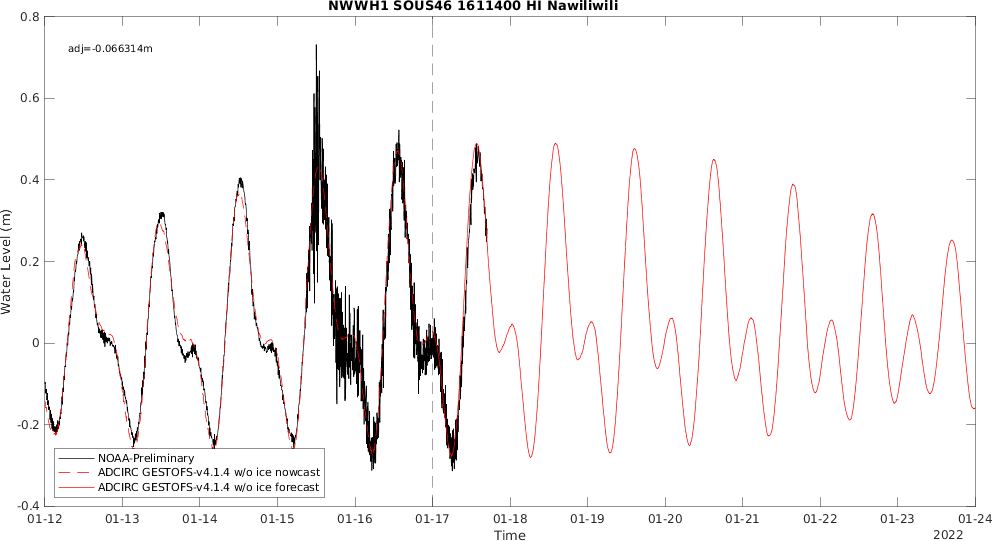 NWWH1 SOUS46 1611400 HI Nawiliwili
0.8
adj=-0.066314m
0.6
0.4
0.2
0
-0.2
-0.4
Water Level (m)
NOAA-Preliminary
ADCIRC GESTOFS-v4.1.4 w/o ice nowcast
ADCIRC GESTOFS-v4.1.4 w/o ice forecast
01-12 01-13 01-14 01-15 01-16 01-17 01-18 01-19 01-20 01-21 01-22 01-23 01-24
Time
2022